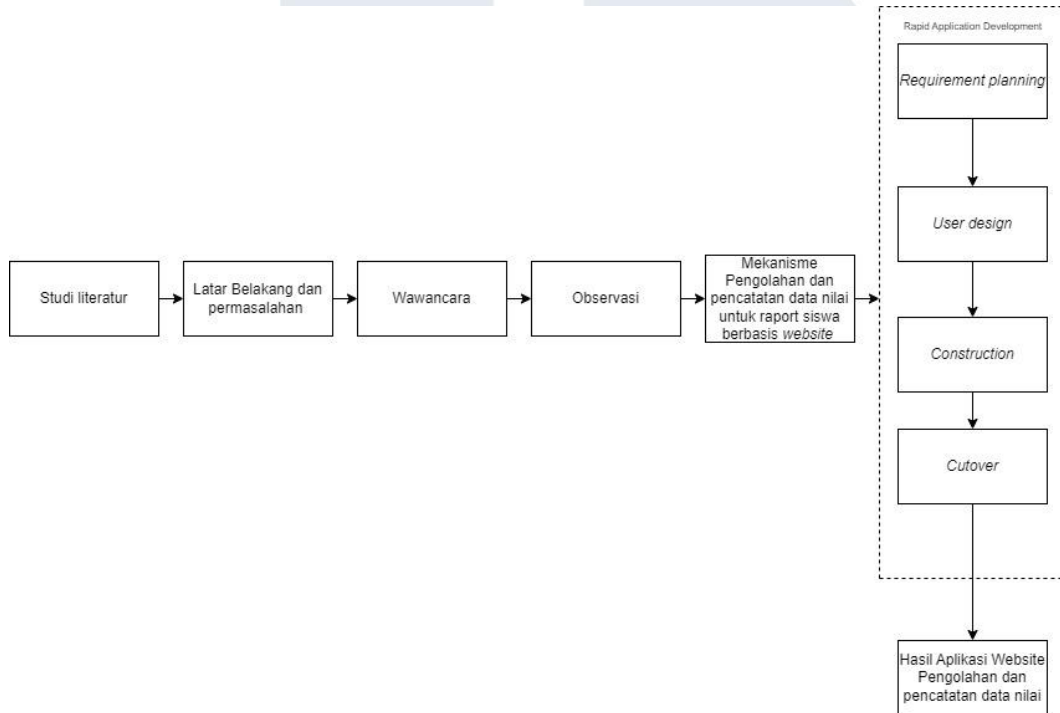 Rapid Application Development
Requirement planning
User design
Studi literatur
Latar Belakang dan
permasalahan
Wawancara
Observasi
Mekanisme
Pengolahan dan
pencatatan data nilai
untuk raport siswa
berbasis website
Construction
Cutover
Hasil Aplikasi Website
Pengolahan dan
pencatatan data nilai